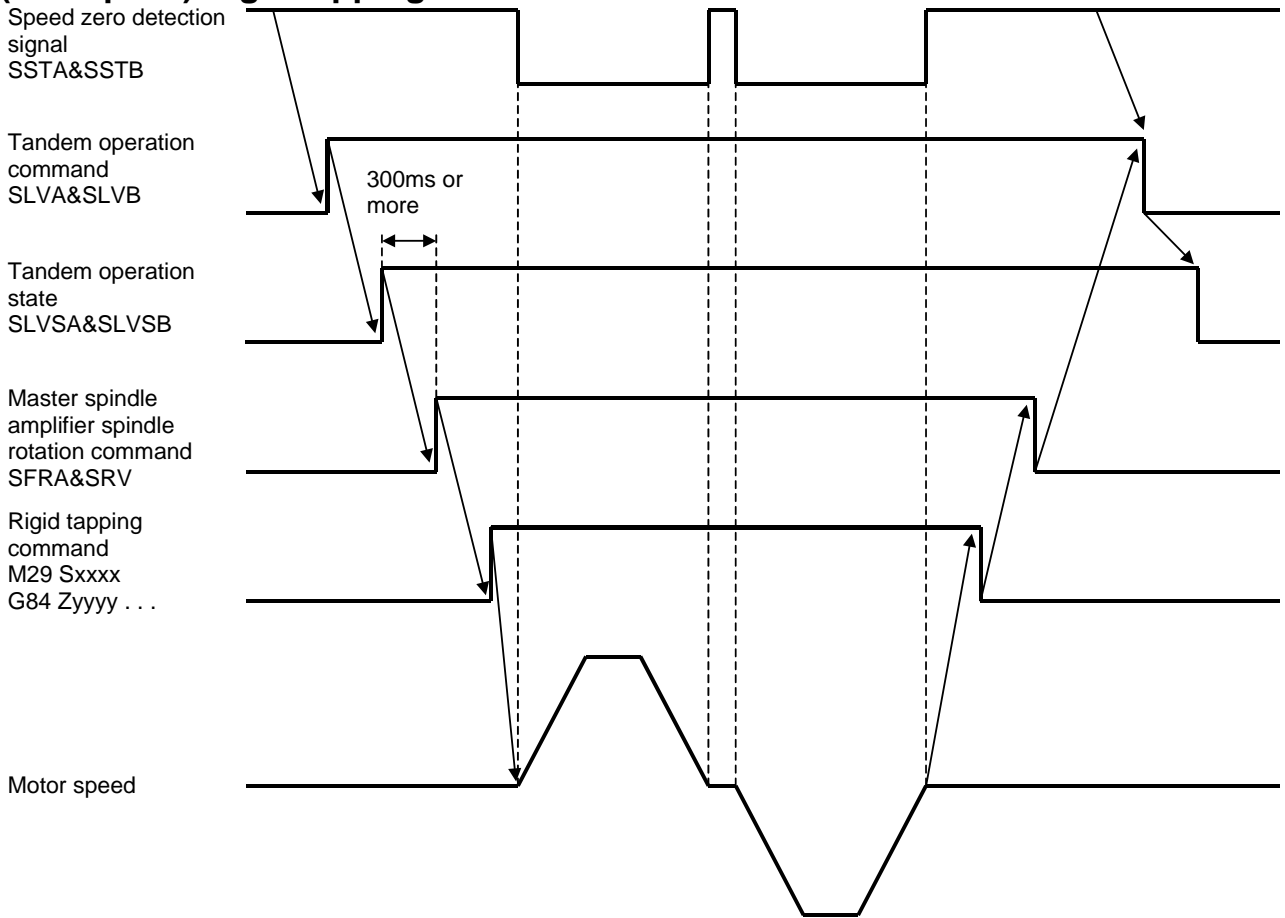 Speed zero detection
signal
SSTA&SSTB
Tandem operation
command
SLVA&SLVB
300ms or
more
Tandem operation
state
SLVSA&SLVSB
Master spindle
amplifier spindle
rotation command
SFRA&SRV
Rigid tapping
command
M29 Sxxxx
G84 Zyyyy . . .
Motor speed